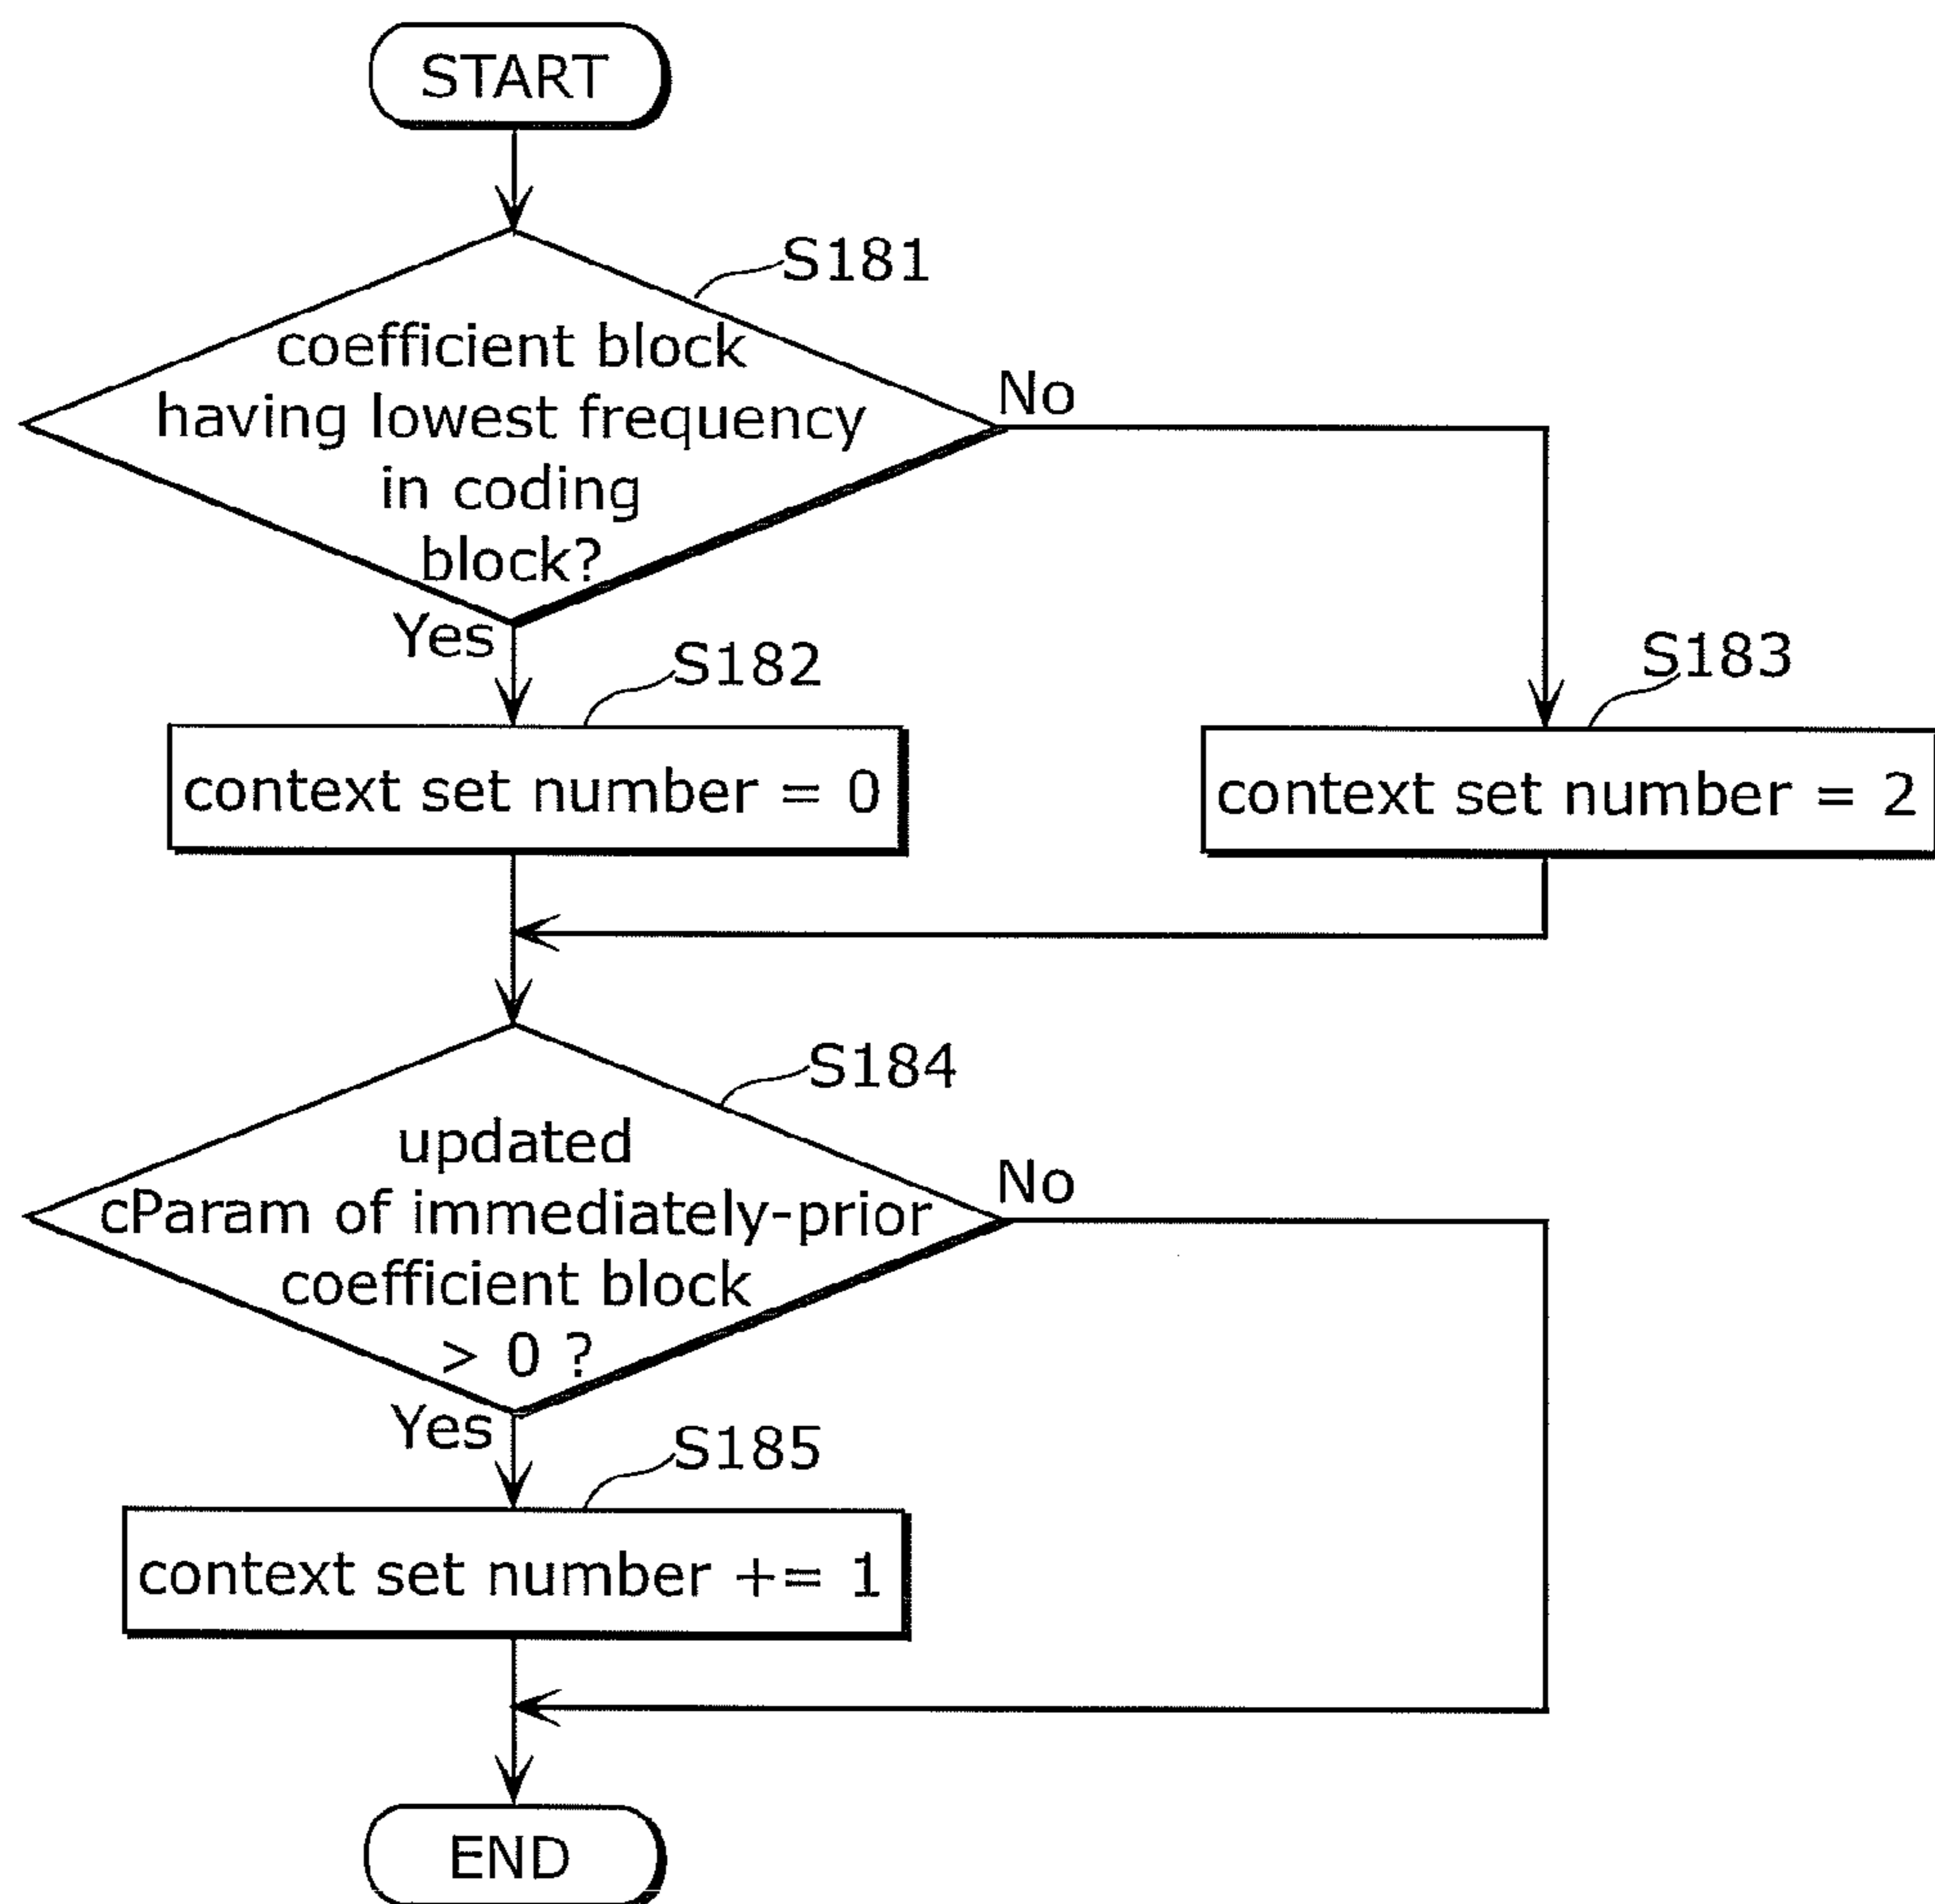 START
S181
coefficient block
having lowest frequency
in coding
block?
No
Yes
S182
S183
context set number = 0
context set number = 2
S184
updated
cParam of immediately-prior
coefficient block
> 0 ?
No
Yes
S185
context set number += 1
END